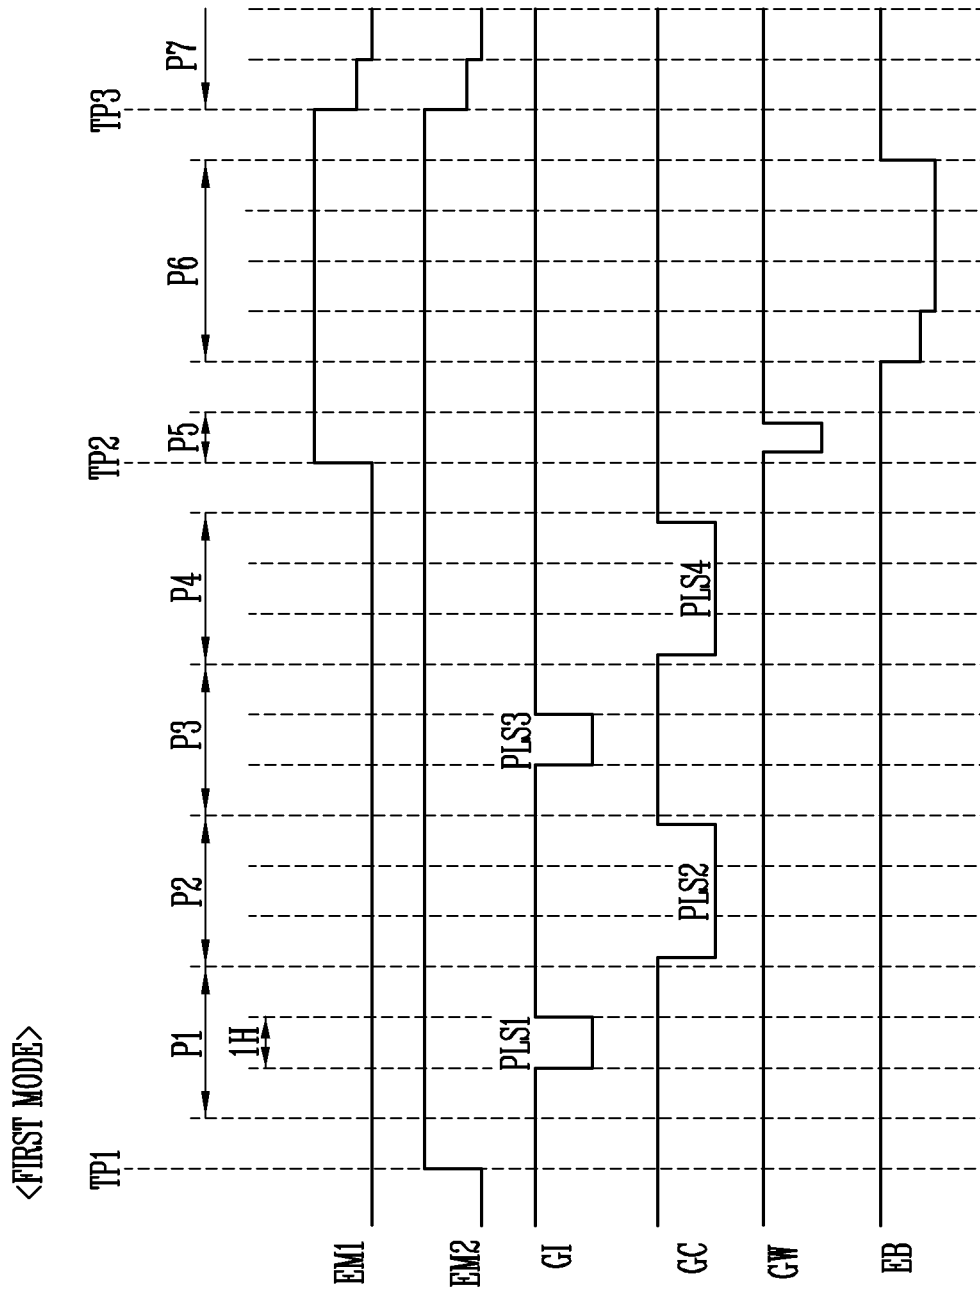 <FIRST MODE>
TP1
TP2
TP3
P1
P2
P3
P4
P5
P6
P7
1H
EM1
EM2
GI
PLS1
PLS3
GC
PLS2
PLS4
GW
EB